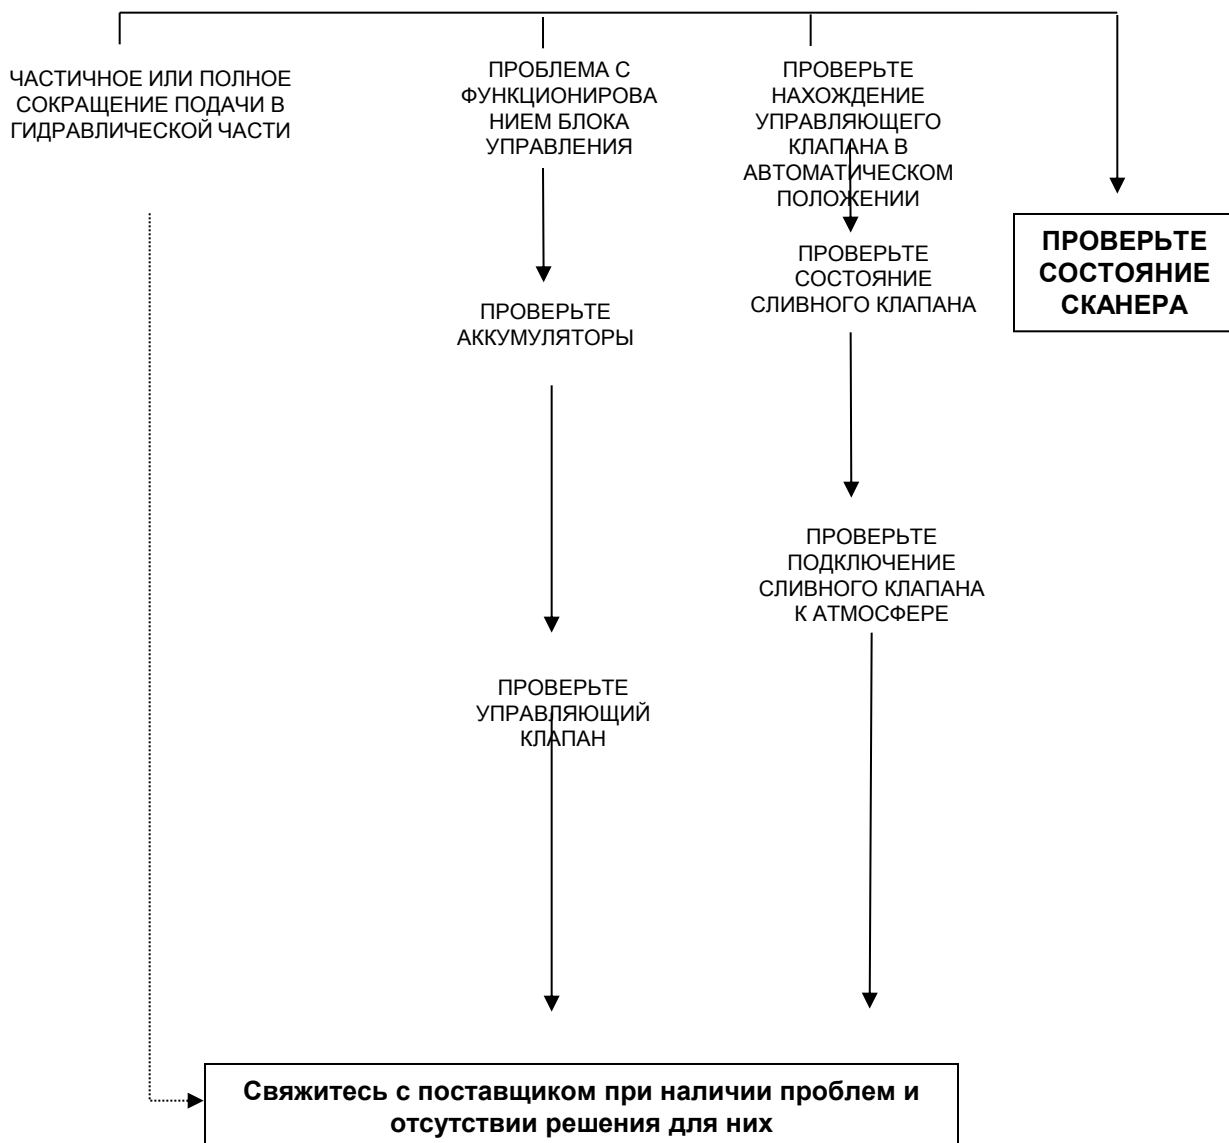 ЧАСТИЧНОЕ ИЛИ ПОЛНОЕ
СОКРАЩЕНИЕ ПОДАЧИ В
ГИДРАВЛИЧЕСКОЙ ЧАСТИ
ПРОБЛЕМА С
ФУНКЦИОНИРОВА
НИЕМ БЛОКА
УПРАВЛЕНИЯ
ПРОВЕРЬТЕ
НАХОЖДЕНИЕ
УПРАВЛЯЮЩЕГО
КЛАПАНА В
АВТОМАТИЧЕСКОМ
ПОЛОЖЕНИИ
ПРОВЕРЬТЕ
СОСТОЯНИЕ
СКАНЕРА
ПРОВЕРЬТЕ
СОСТОЯНИЕ
СЛИВНОГО КЛАПАНА
ПРОВЕРЬТЕ
АККУМУЛЯТОРЫ
ПРОВЕРЬТЕ
ПОДКЛЮЧЕНИЕ
СЛИВНОГО КЛАПАНА
К АТМОСФЕРЕ
ПРОВЕРЬТЕ
УПРАВЛЯЮЩИЙ
КЛАПАН
Свяжитесь с поставщиком при наличии проблем и
отсутствии решения для них